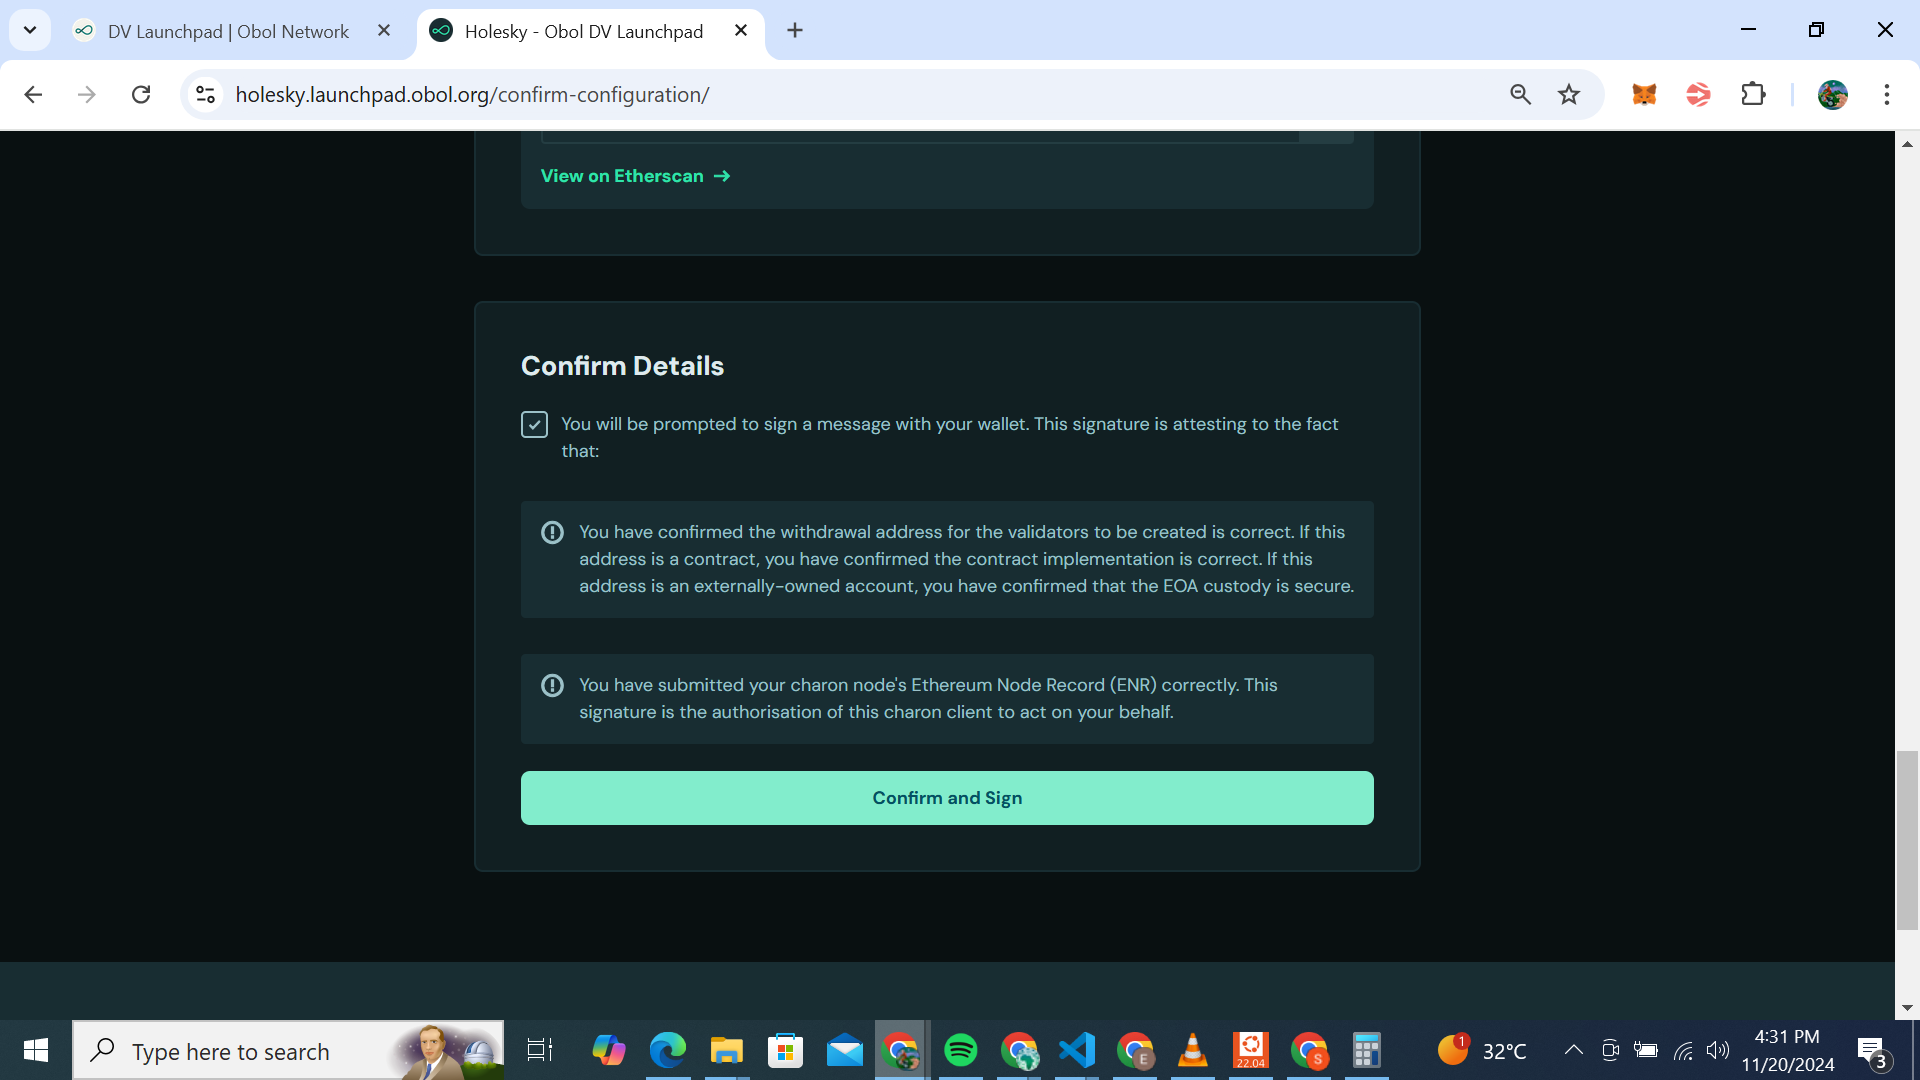 DV Launchpad | Obol Network
Holesky - Obol DV Launchpad
holesky.launchpad.obol.org/confirm-configuration/
View on Etherscan →
Confirm Details
You will be prompted to sign a message with your wallet. This signature is attesting to the fact
that:
You have confirmed the withdrawal address for the validators to be created is correct. If this
address is a contract, you have confirmed the contract implementation is correct. If this
address is an externally-owned account, you have confirmed that the EOA custody is secure.
You have submitted your charon node's Ethereum Node Record (ENR) correctly. This
signature is the authorisation of this charon client to act on your behalf.
Confirm and Sign
Type here to search
E
22.04
S
1
32°C
4:31 PM
11/20/2024
3